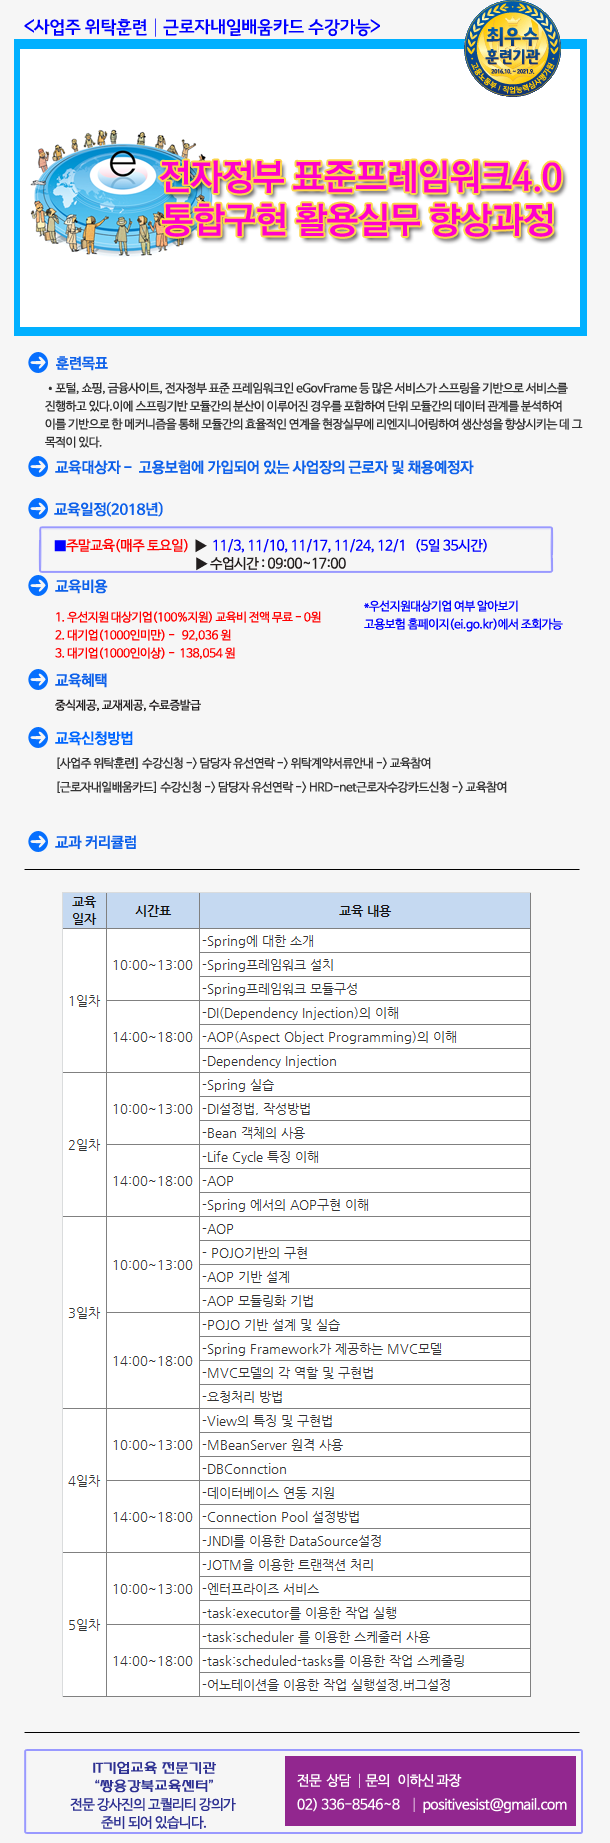 <사업주 위탁훈련 | 근로자내일배움카드 수강가능>
최우수
훈련기관
2016.10. ~ 2021.9.
고용노동부 | 직업능력심사평가원
e
전자정부 표준프레임워크4.0
통합구현 활용실무 향상과정
훈련목표
• 포털, 쇼핑, 금융사이트, 전자정부 표준 프레임워크인 eGovFrame 등 많은 서비스가 스프링을 기반으로 서비스를
진행하고 있다.이에 스프링기반 모듈간의 분산이 이루어진 경우를 포함하여 단위 모듈간의 데이터 관계를 분석하여
이를 기반으로 한 메커니즘을 통해 모듈간의 효율적인 연계을 현장실무에 리엔지니어링하여 생산성을 향상시키는 데 그
목적이 있다.
교육대상자 – 고용보험에 가입되어 있는 사업장의 근로자 및 채용예정자
교육일정(2018년)
■주말교육(매주 토요일) ▶ 11/3, 11/10, 11/17, 11/24, 12/1 (5일 35시간)
▶ 수업시간 : 09:00~17:00
교육비용
1. 우선지원 대상기업(100%지원) 교육비 전액 무료 – 0원
2. 대기업(1000인미만) – 92,036 원
3. 대기업(1000인이상) – 138,054 원
*우선지원대상기업 여부 알아보기
고용보험 홈페이지(ei.go.kr)에서 조회가능
교육혜택
중식제공, 교재제공, 수료증발급
교육신청방법
[사업주 위탁훈련] 수강신청 -> 담당자 유선연락 -> 위탁계약서류안내 -> 교육참여
[근로자내일배움카드] 수강신청 -> 담당자 유선연락 -> HRD-net근로자수강카드신청 -> 교육참여
교과 커리큘럼
교육
일자
시간표
교육 내용
1일차
10:00~13:00
-Spring에 대한 소개
-Spring프레임워크 설치
-Spring프레임워크 모듈구성
14:00~18:00
-DI(Dependency Injection)의 이해
-AOP(Aspect Object Programming)의 이해
-Dependency Injection
2일차
10:00~13:00
-Spring 실습
-DI설정법, 작성방법
-Bean 객체의 사용
14:00~18:00
-Life Cycle 특징 이해
-AOP
-Spring 에서의 AOP구현 이해
3일차
10:00~13:00
-AOP
- POJO기반의 구현
-AOP 기반 설계
-AOP 모듈링화 기법
14:00~18:00
-POJO 기반 설계 및 실습
-Spring Framework가 제공하는 MVC모델
-MVC모델의 각 역할 및 구현법
-요청처리 방법
4일차
10:00~13:00
-View의 특징 및 구현법
-MBeanServer 원격 사용
-DBConnction
14:00~18:00
-데이터베이스 연동 지원
-Connection Pool 설정방법
-JNDI를 이용한 DataSource설정
5일차
10:00~13:00
-JOTM을 이용한 트랜잭션 처리
-엔터프라이즈 서비스
-task:executor를 이용한 작업 실행
14:00~18:00
-task:scheduler 를 이용한 스케줄러 사용
-task:scheduled-tasks를 이용한 작업 스케줄링
-어노테이션을 이용한 작업 실행설정,버그설정
IT기업교육 전문기관
“쌍용강북교육센터”
전문 강사진의 고퀄리티 강의가
준비 되어 있습니다.
전문 상담 | 문의 이하신 과장
02) 336-8546~8 | positivesist@gmail.com